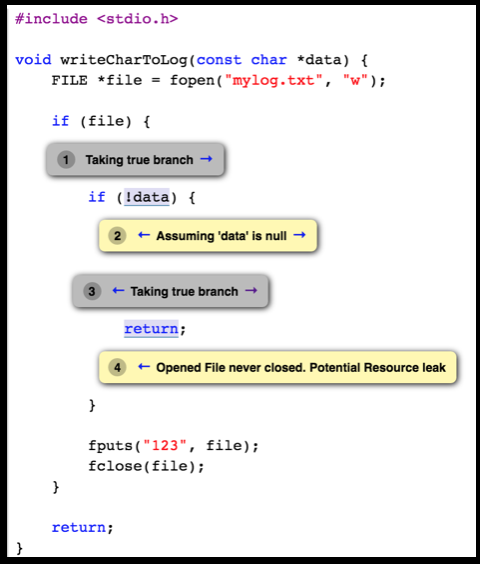 #include <stdio.h>
void writeCharToLog(const char *data) {
FILE *file = fopen("mylog.txt", "w");
if (file) {
1 Taking true branch →
if (!data) {
2 ← Assuming 'data' is null →
3 ← Taking true branch →
return;
4 ← Opened File never closed. Potential Resource leak
}
fputs("123", file);
fclose(file);
}
return;
}